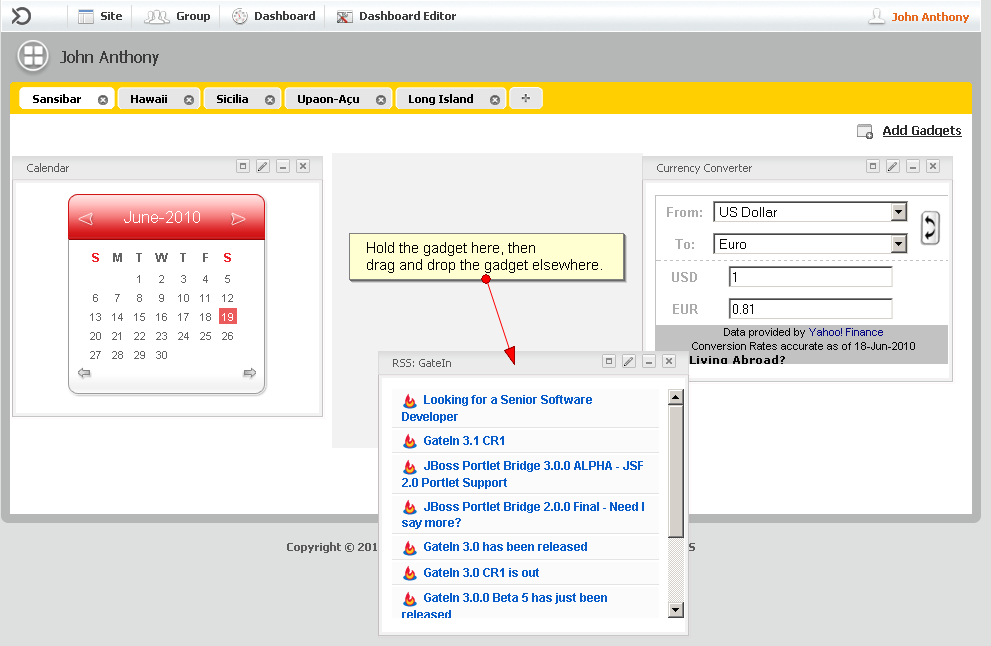 Site Group Dashboard Dashboard Editor John Anthony
John Anthony
Sansibar Hawaii Sicilia Upaon-Açu Long Island +
Add Gadgets
Calendar
June-2010
S M T W T F S
1 2 3 4 5
6 7 8 9 10 11 12
13 14 15 16 17 18 19
20 21 22 23 24 25 26
27 28 29 30
Hold the gadget here, then
drag and drop the gadget elsewhere.
Currency Converter
From: US Dollar
To: Euro
USD 1
EUR 0.81
Data provided by Yahoo! Finance
Conversion Rates accurate as of 18-Jun-2010
Living Abroad?
RSS: GateIn
Looking for a Senior Software
Developer
GateIn 3.1 CR1
JBoss Portlet Bridge 3.0.0 ALPHA - JSF
2.0 Portlet Support
JBoss Portlet Bridge 2.0.0 Final - Need I
say more?
GateIn 3.0 has been released
GateIn 3.0 CR1 is out
GateIn 3.0.0 Beta 5 has just been
released
Copyright © 201
S